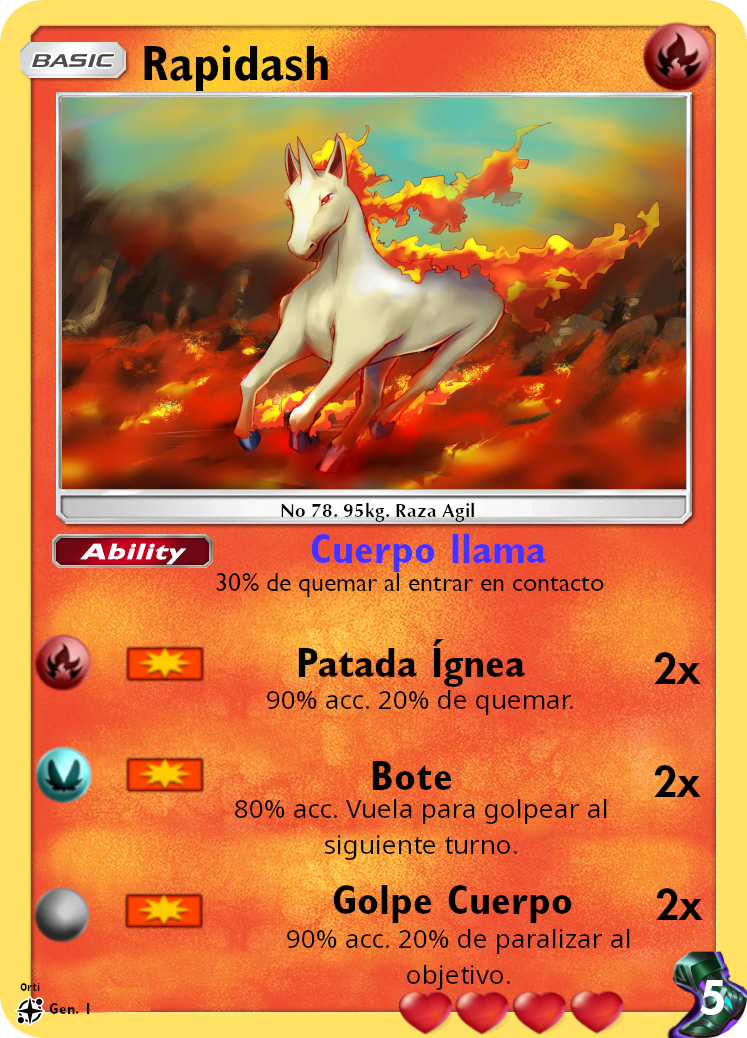 BASIC Rapidash
No 78. 95kg. Raza Agil
Ability Cuerpo llama
30% de quemar al entrar en contacto
Patada Ígnea 2x
90% acc. 20% de quemar.
Bote 2x
80% acc. Vuela para golpear al
siguiente turno.
Golpe Cuerpo 2x
90% acc. 20% de paralizar al
objetivo.
Orti
Gen. I
5